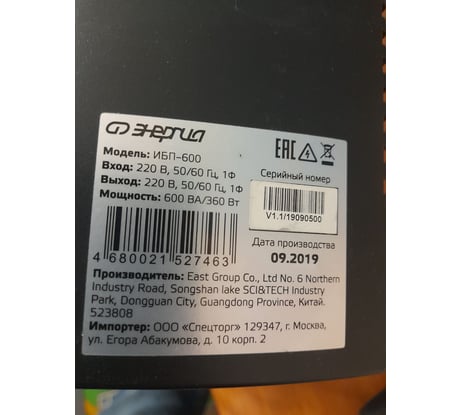 ЭНЕРГИЯ
Модель: ИБП-600
Вход: 220 В, 50/60 Гц, 1Ф
Выход: 220 В, 50/60 Гц, 1Ф
Мощность: 600 ВА/360 Вт
4 680021 527463
EAC
Серийный номер
V1.1/19090500
Дата производства
09.2019
Производитель: East Group Co., Ltd No. 6 Northern
Industry Road, Songshan lake SCI&TECH Industry
Park, Dongguan City, Guangdong Province, Китай.
523808
Импортер: ООО «Спецторг» 129347, г. Москва,
ул. Егора Абакумова, д. 10 корп. 2